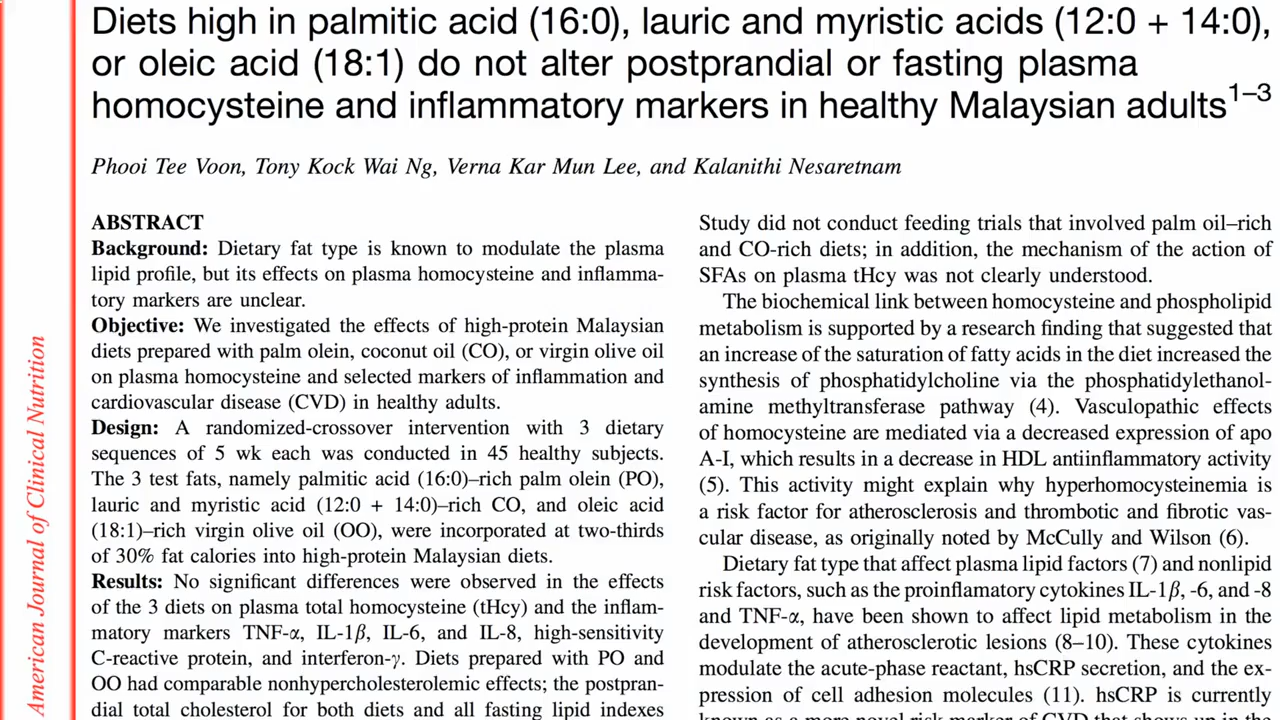 Diets high in palmitic acid (16:0), lauric and myristic acids (12:0 + 14:0),
or oleic acid (18:1) do not alter postprandial or fasting plasma
homocysteine and inflammatory markers in healthy Malaysian adults1–3
Phooi Tee Voon, Tony Kock Wai Ng, Verna Kar Mun Lee, and Kalanithi Nesaretnam
ABSTRACT
Background: Dietary fat type is known to modulate the plasma
lipid profile, but its effects on plasma homocysteine and inflamma-
tory markers are unclear.
Objective: We investigated the effects of high-protein Malaysian
diets prepared with palm olein, coconut oil (CO), or virgin olive oil
on plasma homocysteine and selected markers of inflammation and
cardiovascular disease (CVD) in healthy adults.
Design: A randomized-crossover intervention with 3 dietary
sequences of 5 wk each was conducted in 45 healthy subjects.
The 3 test fats, namely palmitic acid (16:0)–rich palm olein (PO),
lauric and myristic acid (12:0 + 14:0)–rich CO, and oleic acid
(18:1)–rich virgin olive oil (OO), were incorporated at two-thirds
of 30% fat calories into high-protein Malaysian diets.
Results: No significant differences were observed in the effects
of the 3 diets on plasma total homocysteine (tHcy) and the inflam-
matory markers TNF-α, IL-1β, IL-6, and IL-8, high-sensitivity
C-reactive protein, and interferon-γ. Diets prepared with PO and
OO had comparable nonhypercholesterolemic effects; the postpran-
dial total cholesterol for both diets and all fasting lipid indexes
Study did not conduct feeding trials that involved palm oil–rich
and CO-rich diets; in addition, the mechanism of the action of
SFAs on plasma tHcy was not clearly understood.
The biochemical link between homocysteine and phospholipid
metabolism is supported by a research finding that suggested that
an increase of the saturation of fatty acids in the diet increased the
synthesis of phosphatidylcholine via the phosphatidylethanol-
amine methyltransferase pathway (4). Vasculopathic effects
of homocysteine are mediated via a decreased expression of apo
A-I, which results in a decrease in HDL antiinflammatory activity
(5). This activity might explain why hyperhomocysteinemia is
a risk factor for atherosclerosis and thrombotic and fibrotic vas-
cular disease, as originally noted by McCully and Wilson (6).
Dietary fat type that affect plasma lipid factors (7) and nonlipid
risk factors, such as the proinflamatory cytokines IL-1β, -6, and -8
and TNF-α, have been shown to affect lipid metabolism in the
development of atherosclerotic lesions (8–10). These cytokines
modulate the acute-phase reactant, hsCRP secretion, and the ex-
pression of cell adhesion molecules (11). hsCRP is currently
known as a more novel risk marker of CVD that shows up in the
American Journal of Clinical Nutrition